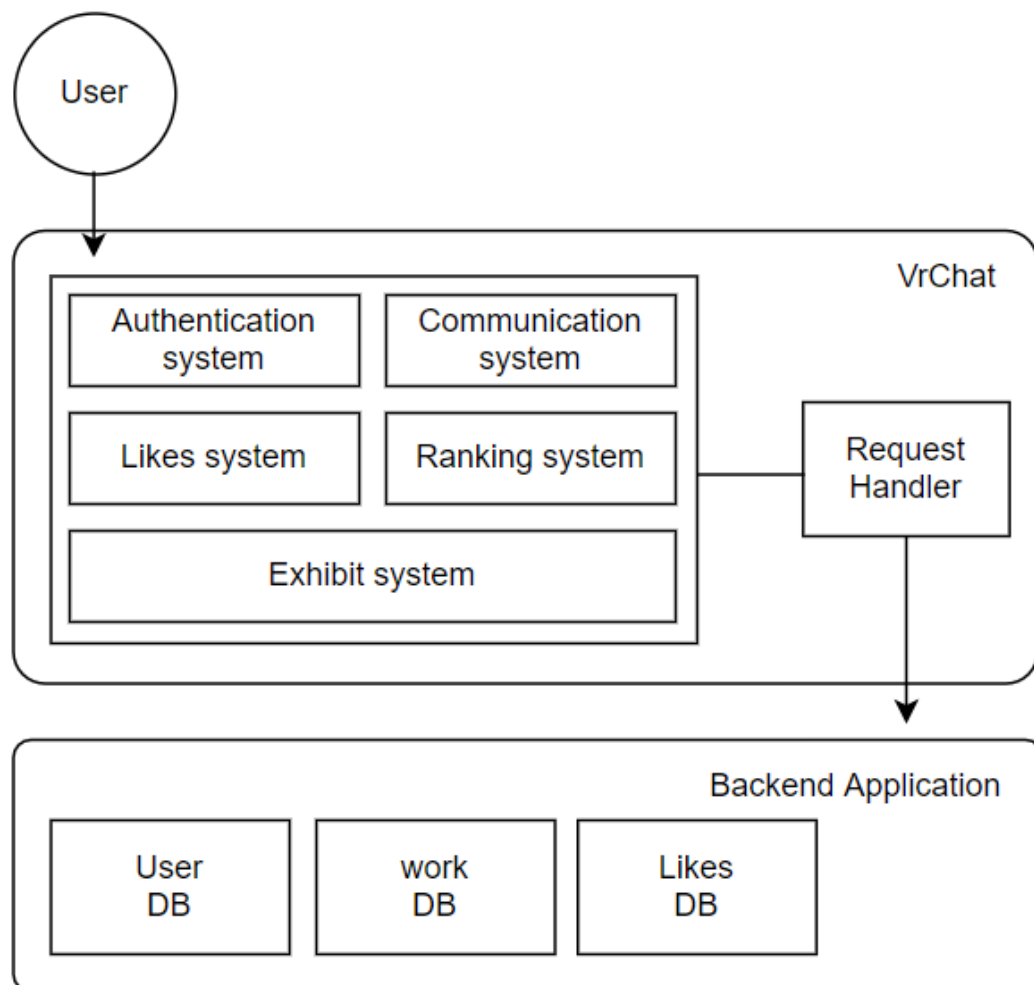 User
VrChat
Authentication
system
Communication
system
Likes system
Ranking system
Request
Handler
Exhibit system
Backend Application
User
DB
work
DB
Likes
DB